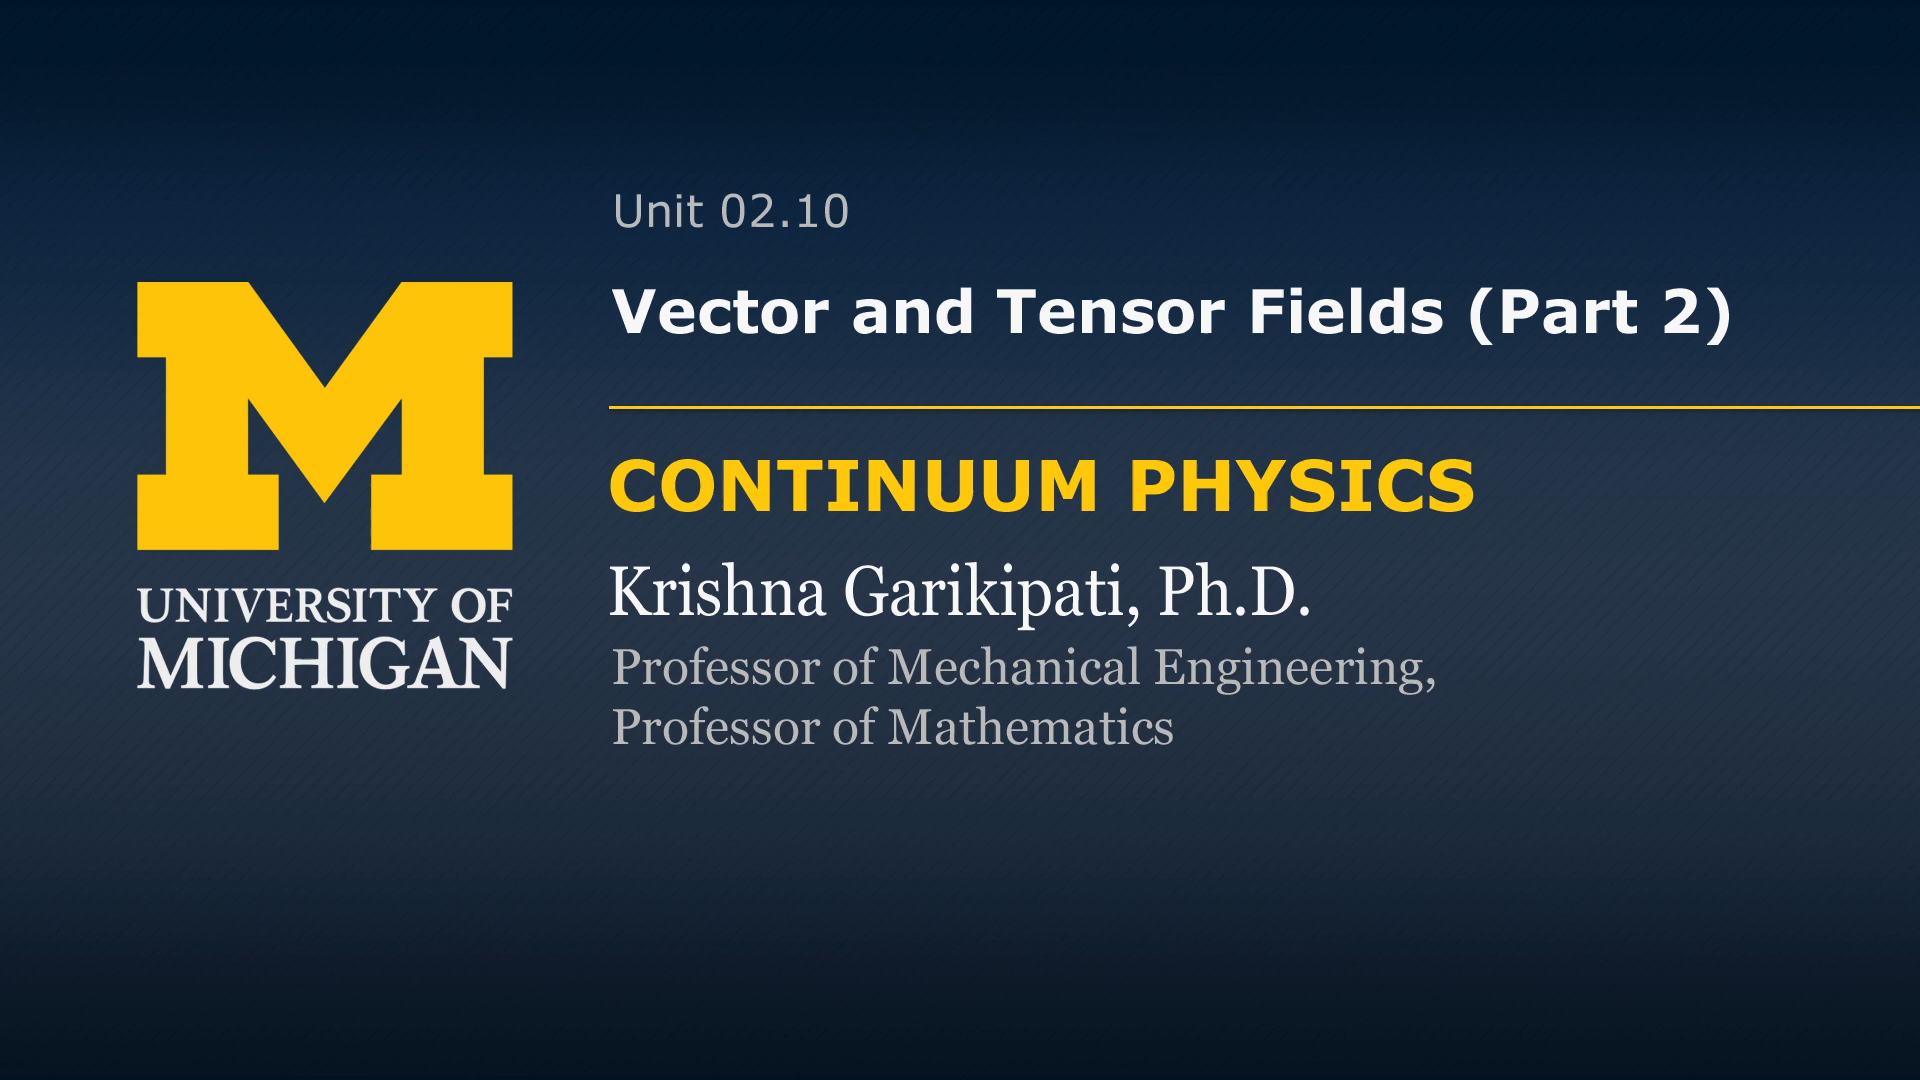 Unit 02.10
Vector and Tensor Fields (Part 2)
M
UNIVERSITY OF
MICHIGAN
CONTINUUM PHYSICS
Krishna Garikipati, Ph.D.
Professor of Mechanical Engineering,
Professor of Mathematics